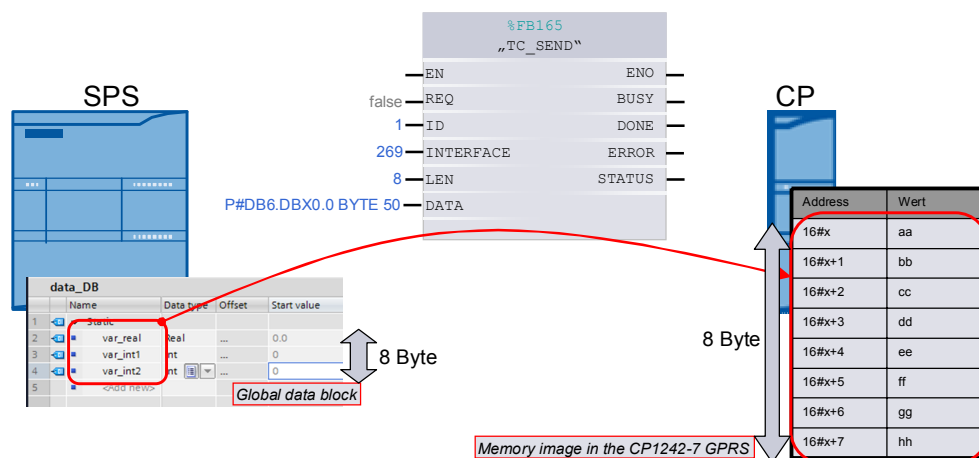 %FB165
„TC_SEND“
EN ENO
false REQ BUSY
1 ID DONE
269 INTERFACE ERROR
8 LEN STATUS
P#DB6.DBX0.0 BYTE 50 DATA
SPS
CP
data_DB
Name Data type Offset Start value
1 Static
2 var_real Real ... 0.0
3 var_int1 Int ... 0
4 var_int2 Int ... 0
5 <Add new>
8 Byte
Global data block
Address Wert
16#x aa
16#x+1 bb
16#x+2 cc
16#x+3 dd
16#x+4 ee
16#x+5 ff
16#x+6 gg
16#x+7 hh
8 Byte
Memory image in the CP1242-7 GPRS